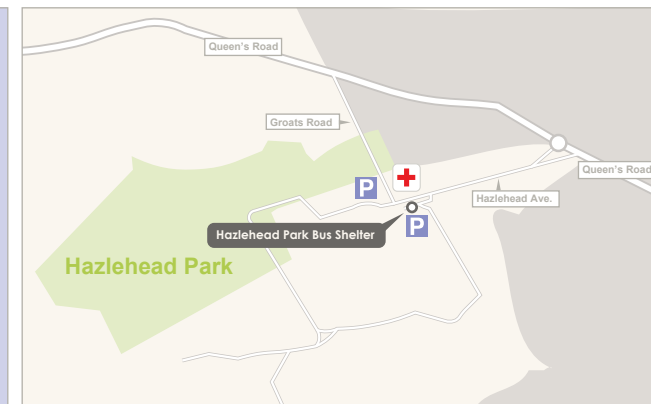 Queen's Road
Groats Road
Queen's Road
P
Hazlehead Ave.
P
Hazlehead Park Bus Shelter
Hazlehead Park